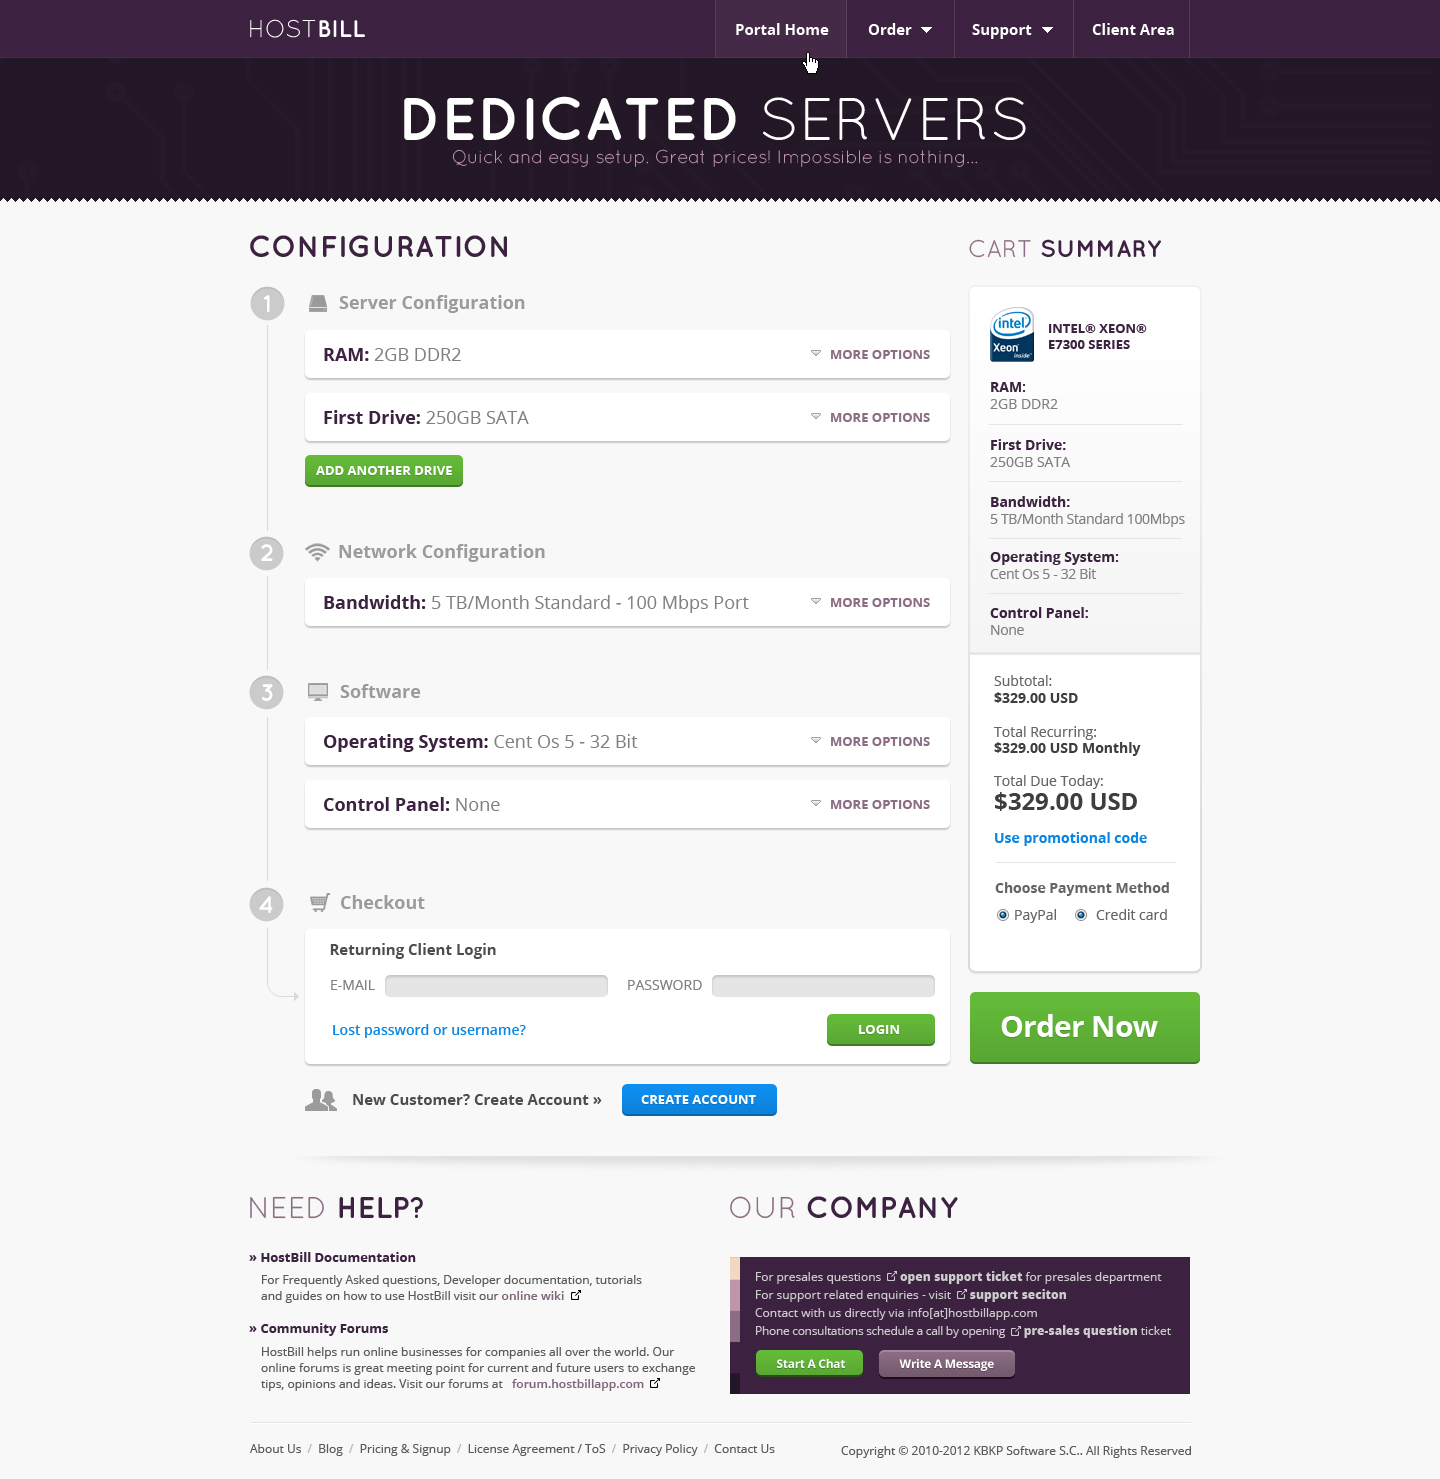 HOSTBILL
Portal Home
Order
Support
Client Area
DEDICATED SERVERS
Quick and easy setup. Great prices! Impossible is nothing...
CONFIGURATION
1
Server Configuration
RAM: 2GB DDR2
MORE OPTIONS
First Drive: 250GB SATA
MORE OPTIONS
ADD ANOTHER DRIVE
2
Network Configuration
Bandwidth: 5 TB/Month Standard - 100 Mbps Port
MORE OPTIONS
3
Software
Operating System: Cent Os 5 - 32 Bit
MORE OPTIONS
Control Panel: None
MORE OPTIONS
4
Checkout
Returning Client Login
E-MAIL
PASSWORD
Lost password or username?
LOGIN
New Customer? Create Account »
CREATE ACCOUNT
CART SUMMARY
intel
Xeon
inside™
INTEL® XEON®
E7300 SERIES
RAM:
2GB DDR2
First Drive:
250GB SATA
Bandwidth:
5 TB/Month Standard 100Mbps
Operating System:
Cent Os 5 - 32 Bit
Control Panel:
None
Subtotal:
$329.00 USD
Total Recurring:
$329.00 USD Monthly
Total Due Today:
$329.00 USD
Use promotional code
Choose Payment Method
PayPal
Credit card
Order Now
NEED HELP?
» HostBill Documentation
For Frequently Asked questions, Developer documentation, tutorials
and guides on how to use HostBill visit our online wiki
» Community Forums
HostBill helps run online businesses for companies all over the world. Our
online forums is great meeting point for current and future users to exchange
tips, opinions and ideas. Visit our forums at forum.hostbillapp.com
OUR COMPANY
For presales questions open support ticket for presales department
For support related enquiries - visit support seciton
Contact with us directly via info[at]hostbillapp.com
Phone consultations schedule a call by opening pre-sales question ticket
Start A Chat
Write A Message
About Us / Blog / Pricing & Signup / License Agreement / ToS / Privacy Policy / Contact Us
Copyright © 2010-2012 KBKP Software S.C.. All Rights Reserved